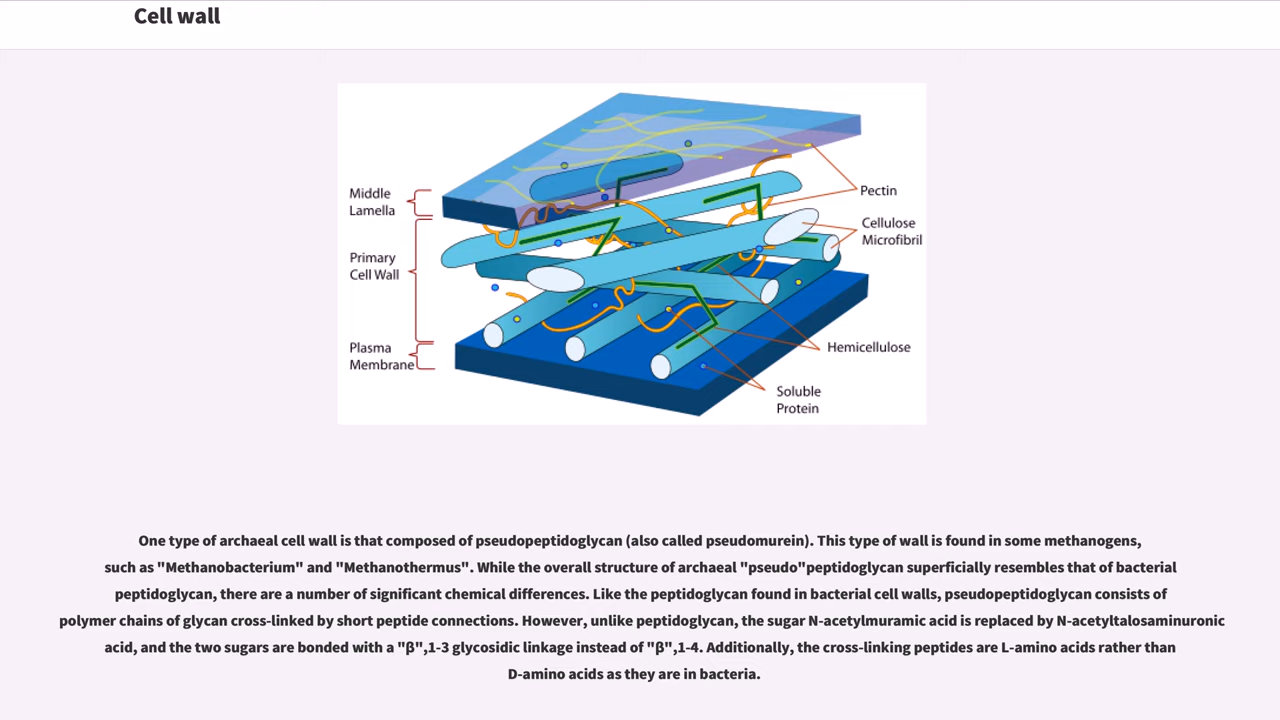 Cell wall
Middle
Lamella
Primary
Cell Wall
Plasma
Membrane
Pectin
Cellulose
Microfibril
Hemicellulose
Soluble
Protein
One type of archaeal cell wall is that composed of pseudopeptidoglycan (also called pseudomurein). This type of wall is found in some methanogens,
such as "Methanobacterium" and "Methanothermus". While the overall structure of archaeal "pseudo"peptidoglycan superficially resembles that of bacterial
peptidoglycan, there are a number of significant chemical differences. Like the peptidoglycan found in bacterial cell walls, pseudopeptidoglycan consists of
polymer chains of glycan cross-linked by short peptide connections. However, unlike peptidoglycan, the sugar N-acetylmuramic acid is replaced by N-acetyltalosaminuronic
acid, and the two sugars are bonded with a "β",1-3 glycosidic linkage instead of "β",1-4. Additionally, the cross-linking peptides are L-amino acids rather than
D-amino acids as they are in bacteria.